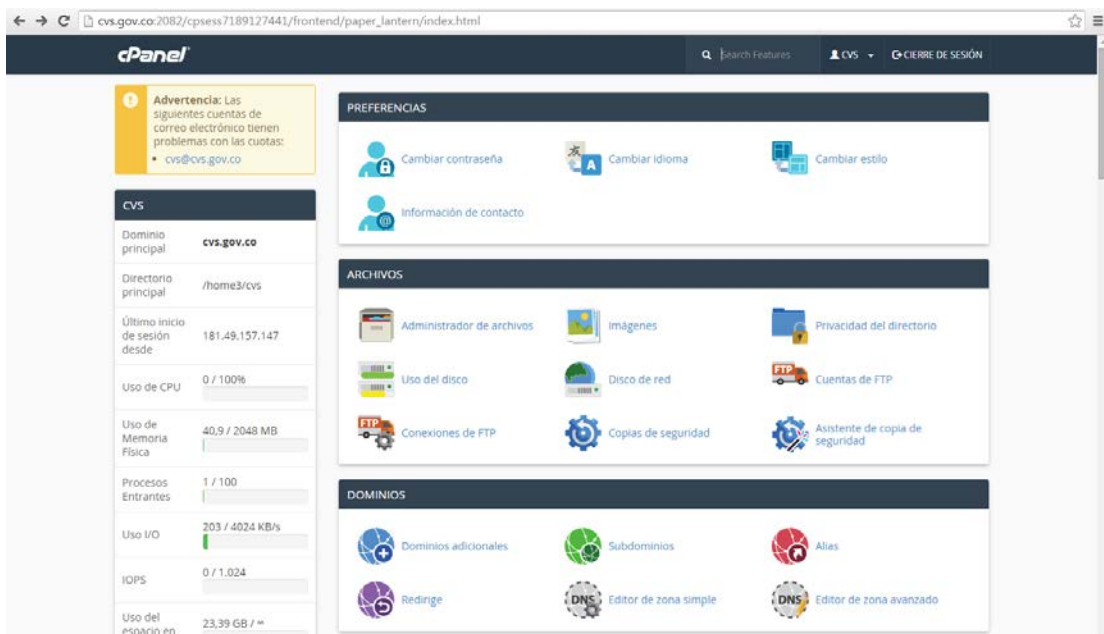 cvs.gov.co:2082/cpsess7189127441/frontend/paper_lantern/index.html
cPanel
Search Features
CVS
CIERRE DE SESIÓN
Advertencia: Las
siguientes cuentas de
correo electrónico tienen
problemas con las cuotas:
• cvs@cvs.gov.co
CVS
Dominio
principal
cvs.gov.co
Directorio
principal
/home3/cvs
Último inicio
de sesión
desde
181.49.157.147
Uso de CPU
0 / 100%
Uso de
Memoria
Física
40,9 / 2048 MB
Procesos
Entrantes
1 / 100
Uso I/O
203 / 4024 KB/s
IOPS
0 / 1.024
Uso del
espacio en
23,39 GB / ∞
PREFERENCIAS
Cambiar contraseña
Cambiar idioma
Cambiar estilo
Información de contacto
ARCHIVOS
Administrador de archivos
Imágenes
Privacidad del directorio
Uso del disco
Disco de red
FTP
Cuentas de FTP
FTP
Conexiones de FTP
Copias de seguridad
Asistente de copia de
seguridad
DOMINIOS
Dominios adicionales
Subdominios
Alias
Redirige
DNS
Editor de zona simple
DNS
Editor de zona avanzado